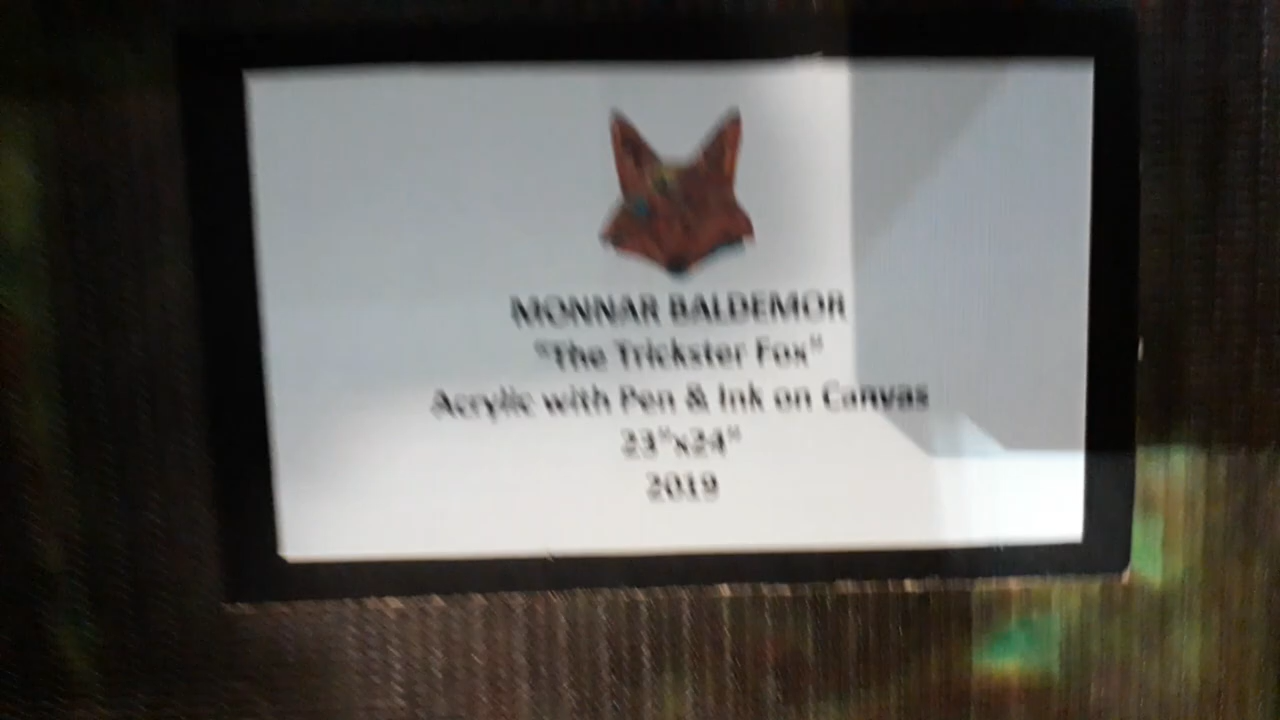 MONNAR BALDEMOR
"The Trickster Fox"
Acrylic with Pen & Ink on Canvas
23"x24"
2019